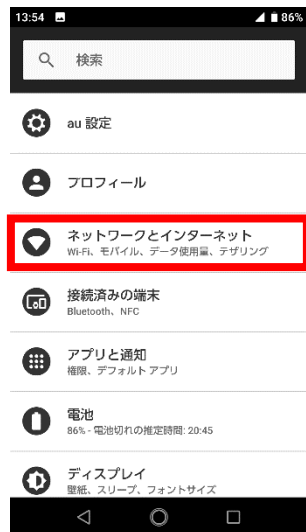 13:54 86%
検索
au 設定
プロフィール
ネットワークとインターネット
Wi-Fi、モバイル、データ使用量、テザリング
接続済みの端末
Bluetooth、NFC
アプリと通知
権限、デフォルト アプリ
電池
86% - 電池切れの推定時間: 20:45
ディスプレイ
壁紙、スリープ、フォントサイズ